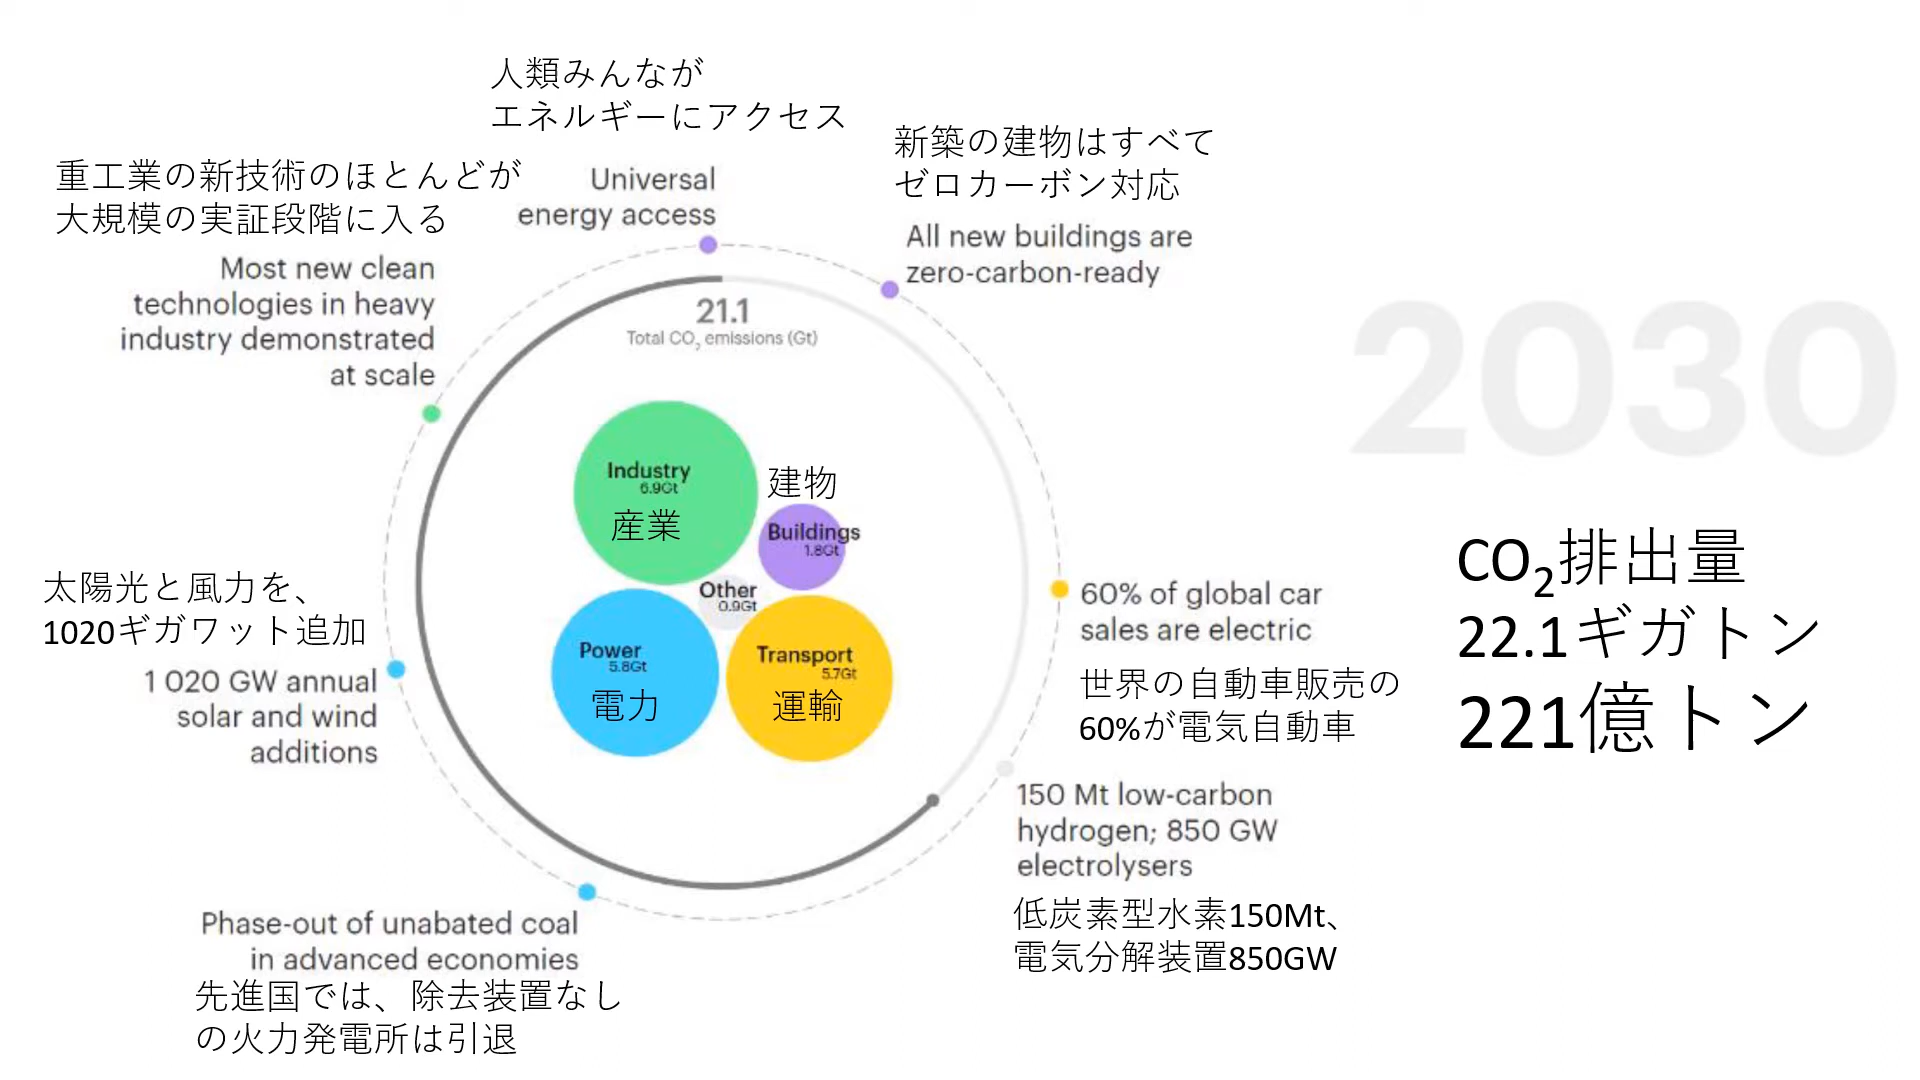 人類みんなが
エネルギーにアクセス
Universal
energy access
新築の建物はすべて
ゼロカーボン対応
All new buildings are
zero-carbon-ready
重工業の新技術のほとんどが
大規模の実証段階に入る
Most new clean
technologies in heavy
industry demonstrated
at scale
21.1
Total CO₂ emissions (Gt)
2030
Industry
6.9Gt
産業
建物
Buildings
1.8Gt
Other
0.9Gt
Power
5.8Gt
電力
Transport
5.7Gt
運輸
CO₂排出量
22.1ギガトン
221億トン
太陽光と風力を、
1020ギガワット追加
1 020 GW annual
solar and wind
additions
60% of global car
sales are electric
世界の自動車販売の
60%が電気自動車
150 Mt low-carbon
hydrogen; 850 GW
electrolysers
低炭素型水素150Mt、
電気分解装置850GW
Phase-out of unabated coal
in advanced economies
先進国では、除去装置なし
の火力発電所は引退